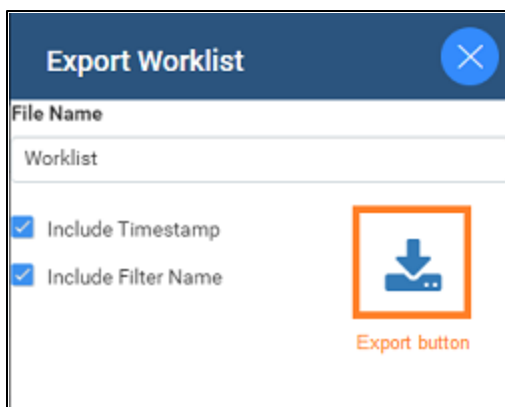 Export Worklist
File Name
Worklist
Include Timestamp
Include Filter Name
Export button